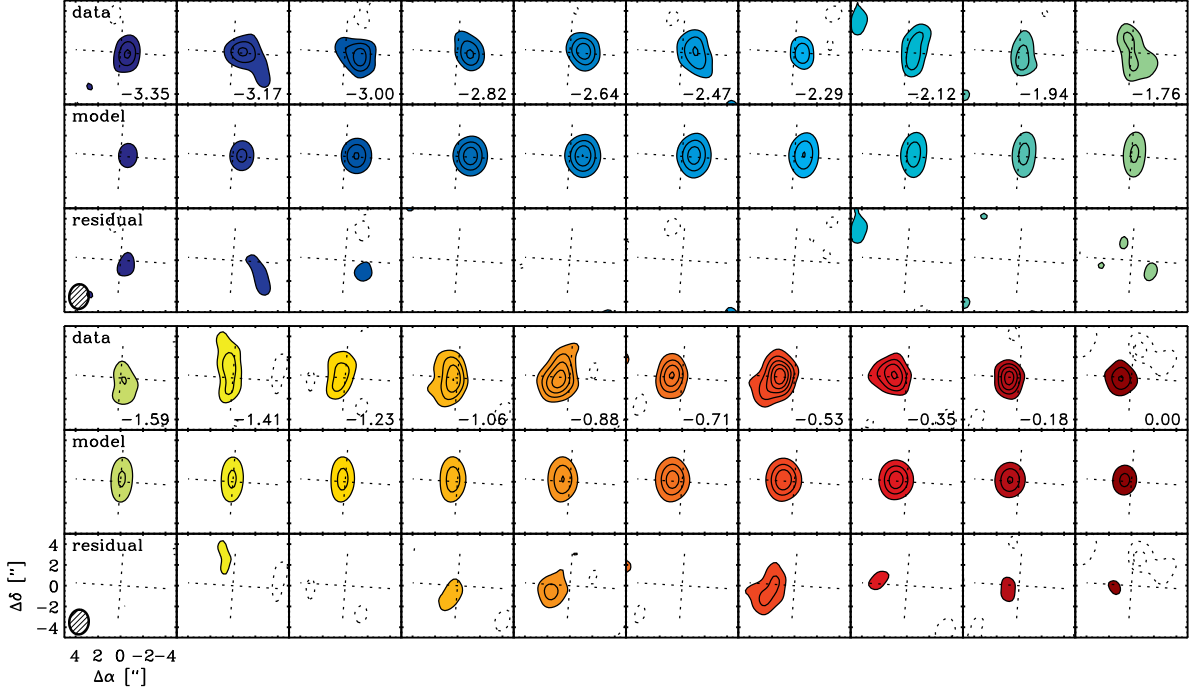 data
−3.35 −3.17 −3.00 −2.82 −2.64 −2.47 −2.29 −2.12 −1.94 −1.76
model
residual
data
−1.59 −1.41 −1.23 −1.06 −0.88 −0.71 −0.53 −0.35 −0.18 0.00
model
residual
4
2
0
−2
−4
Δδ ["]
4 2 0 −2−4
Δα ["]